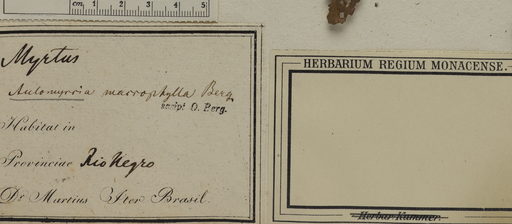 cm 1 2 3 4 5
Myrtus
Aulomyrcia macrophylla Berg
script O. Berg.
Habitat in
Provinciae Rio Negro
Dr Martius Iter Brasil.
HERBARIUM REGIUM MONACENSE.
Herbar Kummer.